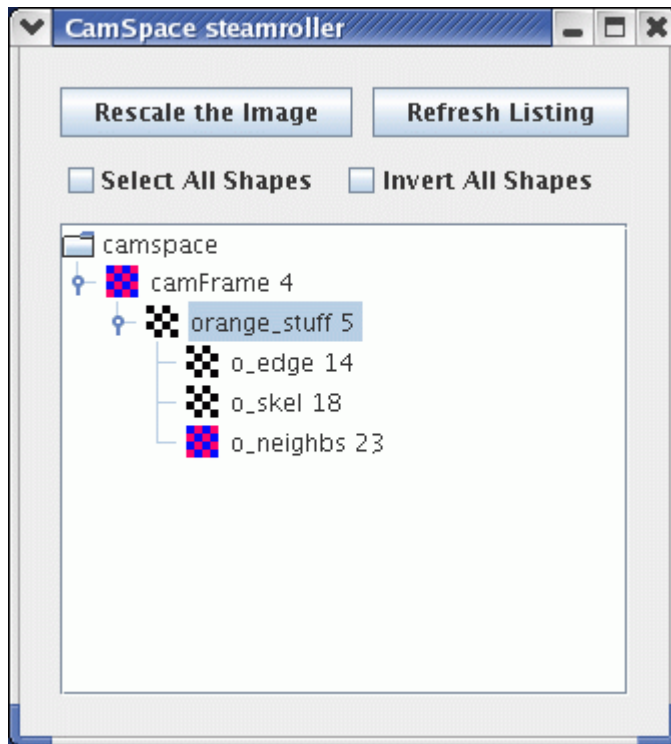 CamSpace steamroller
Rescale the Image Refresh Listing
Select All Shapes Invert All Shapes
camspace
camFrame 4
orange_stuff 5
o_edge 14
o_skel 18
o_neighbs 23